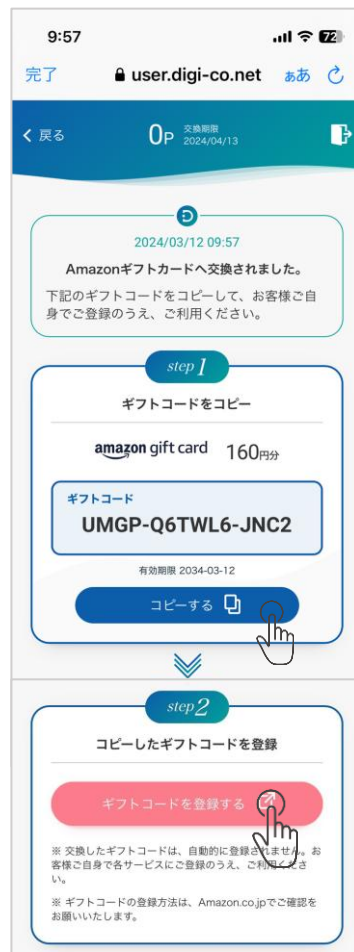 9:57
72
完了
user.digi-co.net
ぁあ
戻る
0P
交換期限
2024/04/13
2024/03/12 09:57
Amazonギフトカードへ交換されました。
下記のギフトコードをコピーして、お客様ご自
身でご登録のうえ、ご利用ください。
step 1
ギフトコードをコピー
amazon gift card 160円分
ギフトコード
UMGP-Q6TWL6-JNC2
有効期限 2034-03-12
コピーする
step 2
コピーしたギフトコードを登録
ギフトコードを登録する
※ 交換したギフトコードは、自動的に登録されません。お
客様ご自身で各サービスにご登録のうえ、ご利用くださ
い。
※ ギフトコードの登録方法は、Amazon.co.jpでご確認を
お願いいたします。